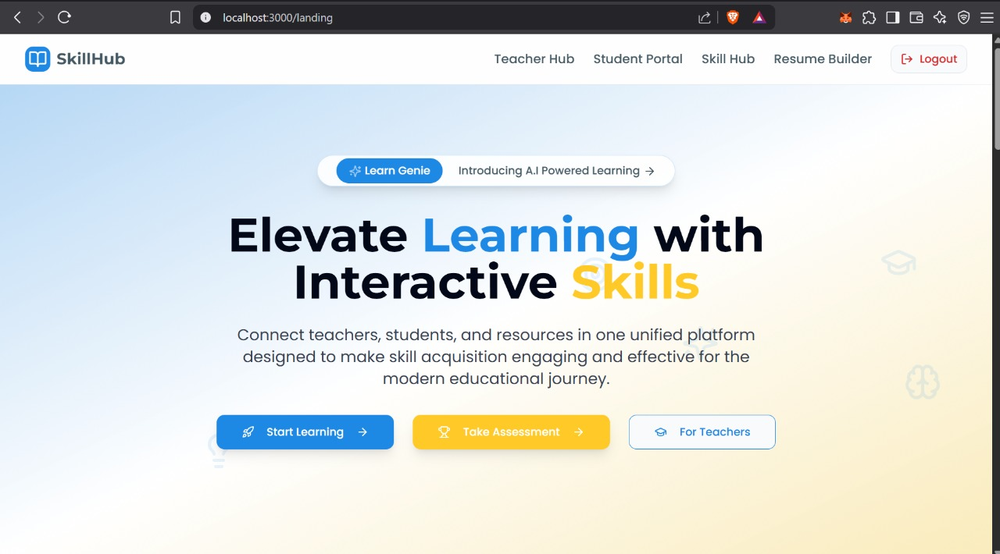 localhost:3000/landing
SkillHub
Teacher Hub
Student Portal
Skill Hub
Resume Builder
Logout
Learn Genie
Introducing A.I Powered Learning →
Elevate Learning with
Interactive Skills
Connect teachers, students, and resources in one unified platform
designed to make skill acquisition engaging and effective for the
modern educational journey.
Start Learning →
Take Assessment →
For Teachers